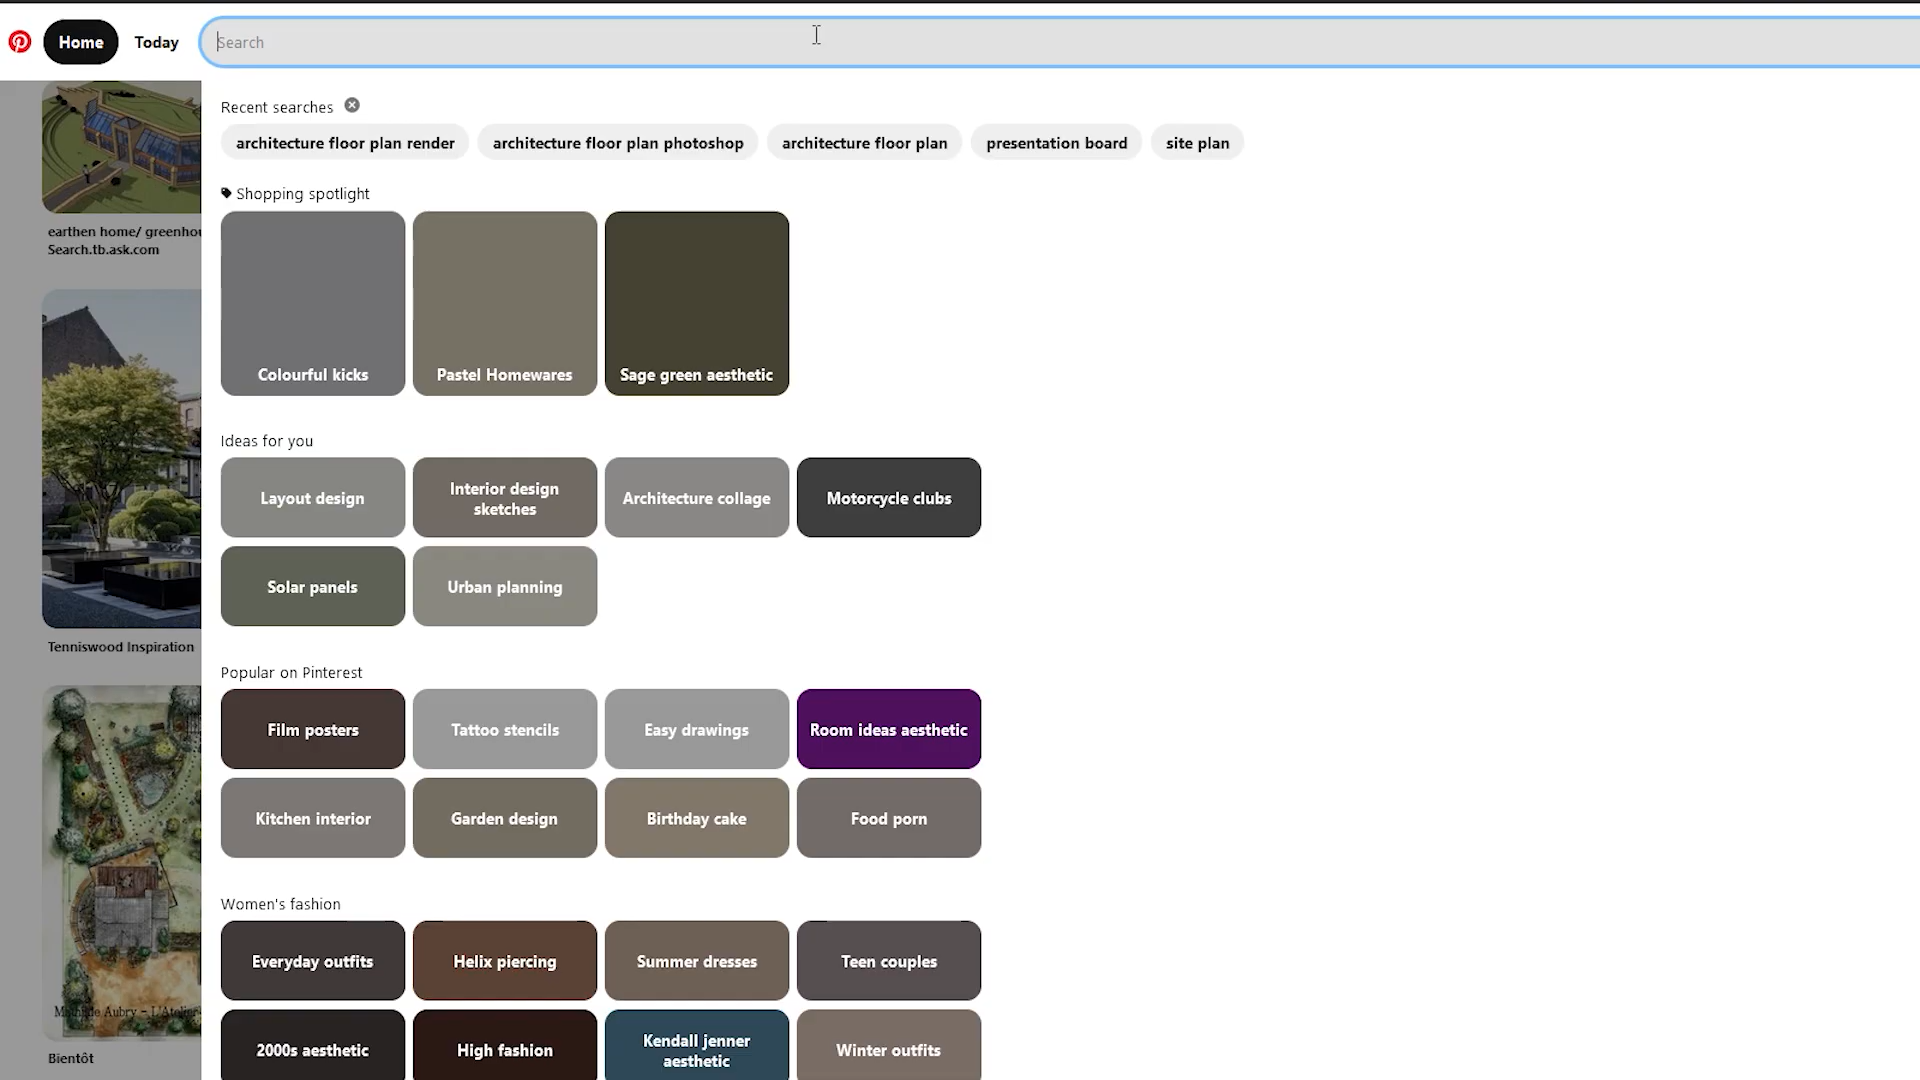 Home
Today
Search
Recent searches
architecture floor plan render
architecture floor plan photoshop
architecture floor plan
presentation board
site plan
Shopping spotlight
Colourful kicks
Pastel Homewares
Sage green aesthetic
Ideas for you
Layout design
Interior design
sketches
Architecture collage
Motorcycle clubs
Solar panels
Urban planning
Popular on Pinterest
Film posters
Tattoo stencils
Easy drawings
Room ideas aesthetic
Kitchen interior
Garden design
Birthday cake
Food porn
Women's fashion
Everyday outfits
Helix piercing
Summer dresses
Teen couples
2000s aesthetic
High fashion
Kendall jenner
aesthetic
Winter outfits
earthen home/ greenhou
Search.tb.ask.com
Tenniswood Inspiration
Mathilde Aubry - L'Atelier
Bientôt